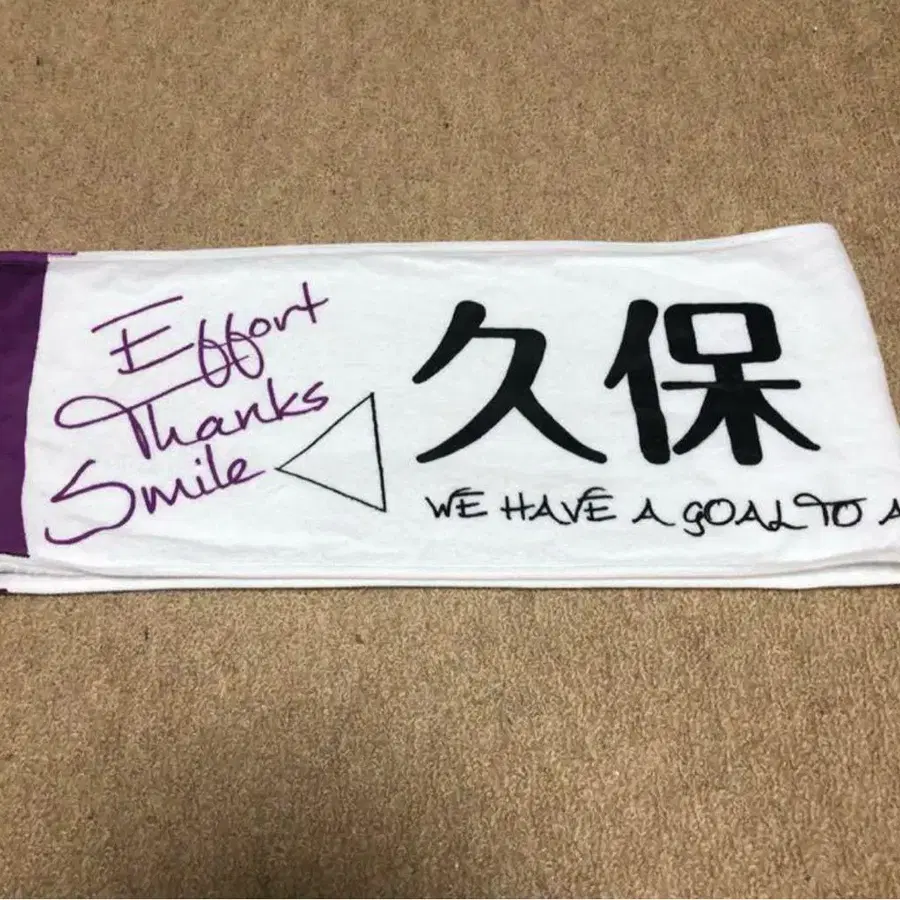 Effort
Thanks
Smile
久保
WE HAVE A GOAL TO A